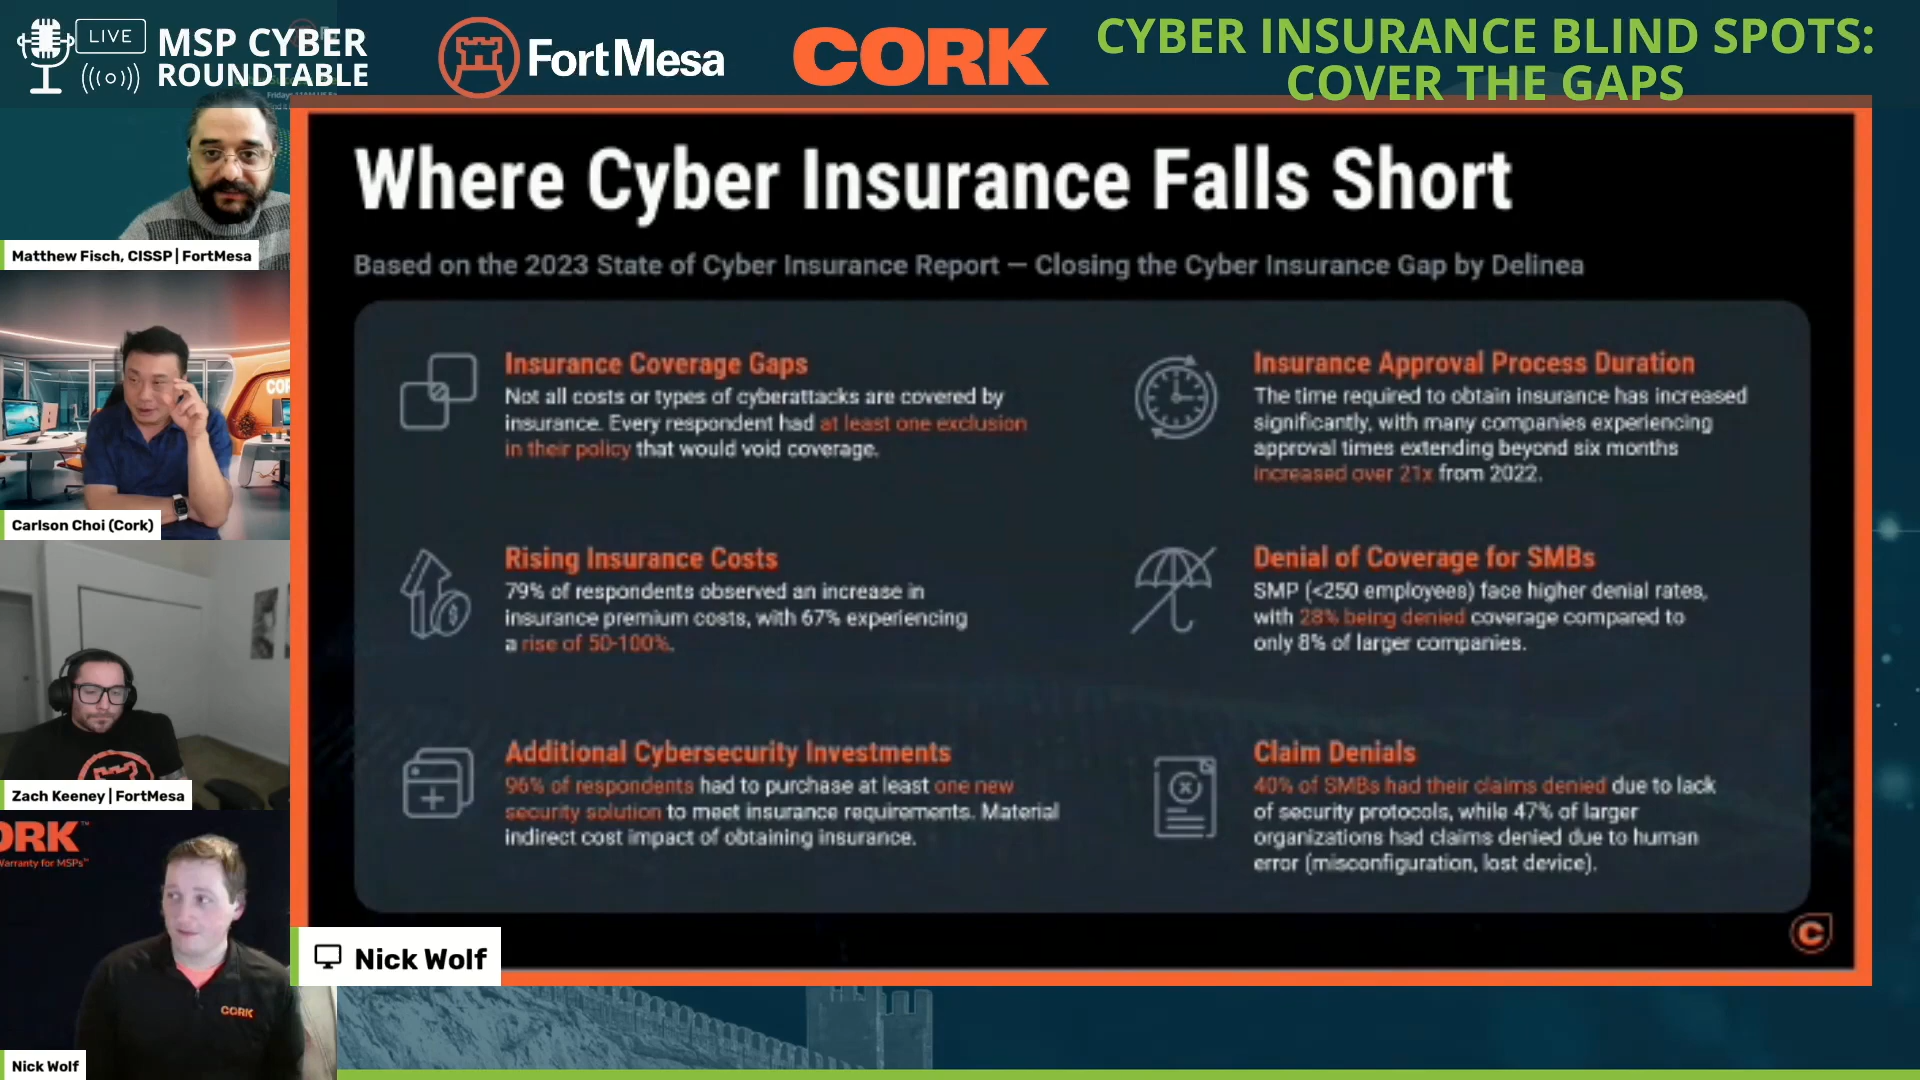 LIVE
MSP CYBER
ROUNDTABLE
FortMesa
CORK
CYBER INSURANCE BLIND SPOTS:
COVER THE GAPS
Matthew Fisch, CISSP | FortMesa
Carlson Choi (Cork)
Zach Keeney | FortMesa
ORK™
Warranty for MSPs™
CORK
Nick Wolf
Where Cyber Insurance Falls Short
Based on the 2023 State of Cyber Insurance Report — Closing the Cyber Insurance Gap by Delinea
Insurance Coverage Gaps
Not all costs or types of cyberattacks are covered by
insurance. Every respondent had at least one exclusion
in their policy that would void coverage.
Rising Insurance Costs
79% of respondents observed an increase in
insurance premium costs, with 67% experiencing
a rise of 50-100%.
Additional Cybersecurity Investments
96% of respondents had to purchase at least one new
security solution to meet insurance requirements. Material
indirect cost impact of obtaining insurance.
Insurance Approval Process Duration
The time required to obtain insurance has increased
significantly, with many companies experiencing
approval times extending beyond six months
increased over 21x from 2022.
Denial of Coverage for SMBs
SMP (<250 employees) face higher denial rates,
with 28% being denied coverage compared to
only 8% of larger companies.
Claim Denials
40% of SMBs had their claims denied due to lack
of security protocols, while 47% of larger
organizations had claims denied due to human
error (misconfiguration, lost device).
C
Nick Wolf